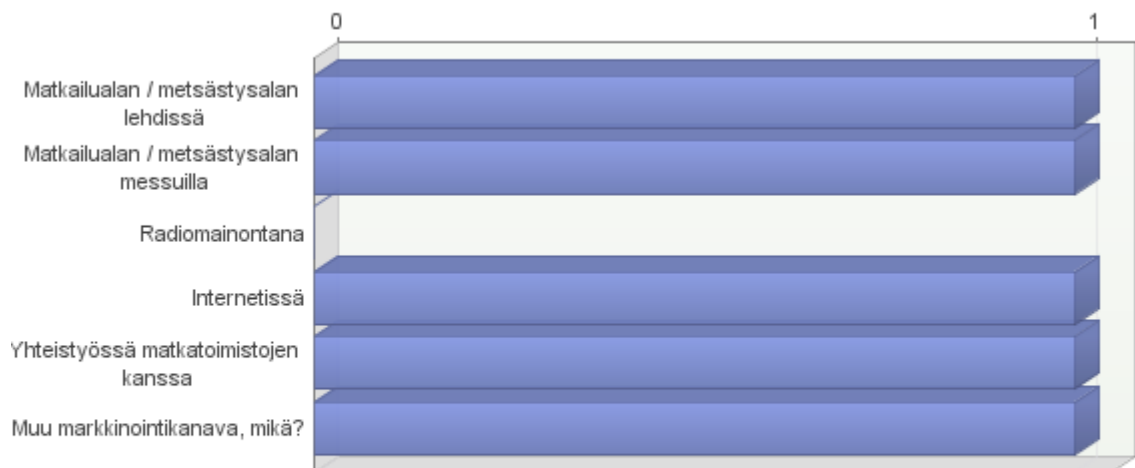 0 1
Matkailualan / metsästysalan
lehdissä
Matkailualan / metsästysalan
messuilla
Radiomainontana
Internetissä
Yhteistyössä matkatoimistojen
kanssa
Muu markkinointikanava, mikä?